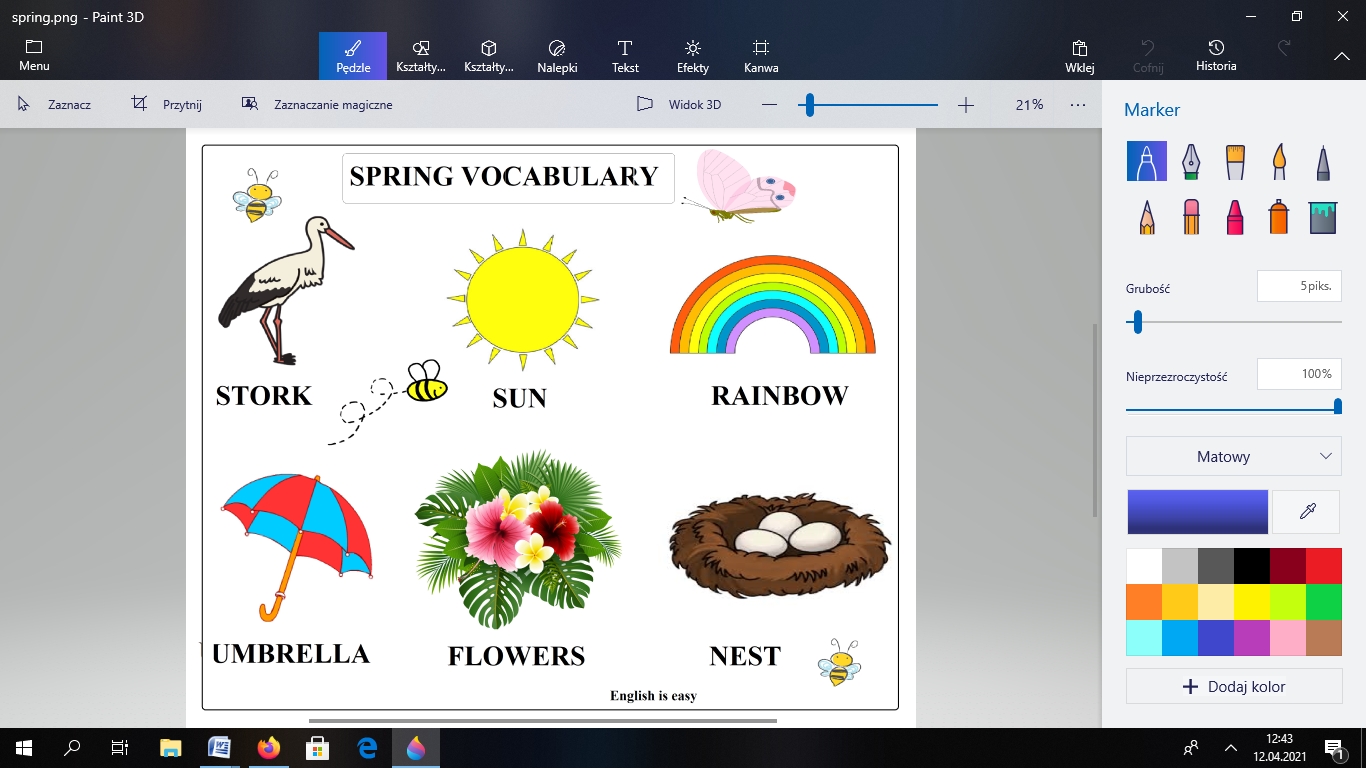 spring.png - Paint 3D
Menu
Pędzle
Kształty...
Kształty...
Nalepki
Tekst
Efekty
Kanwa
Wklej
Cofnij
Historia
Zaznacz
Przytnij
Zaznaczanie magiczne
Widok 3D
21%
SPRING VOCABULARY
STORK
SUN
RAINBOW
UMBRELLA
FLOWERS
NEST
English is easy
Marker
Grubość
5piks.
Nieprzezroczystość
100%
Matowy
Dodaj kolor
12:43
12.04.2021
1